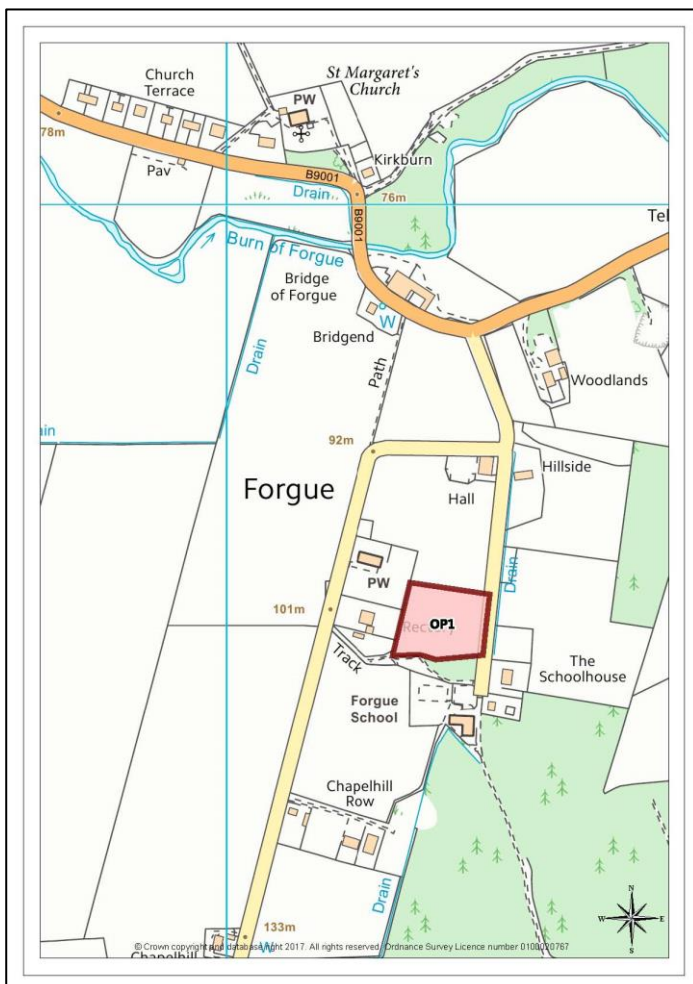 Church
Terrace
St Margaret's
Church
PW
78m
Pav
Kirkburn
B9001
Drain
76m
B9001
Burn of Forgue
Bridge
of Forgue
W
Bridgend
Drain
Path
Woodlands
92m
Forgue
Hillside
Hall
Drain
PW
101m
OP1
Rectory
Track
The
Schoolhouse
Forgue
School
Chapelhill
Row
Drain
133m
W
Chapelhill
N
W
E
S
© Crown copyright and database right 2017. All rights reserved. Ordnance Survey Licence number 0100020767